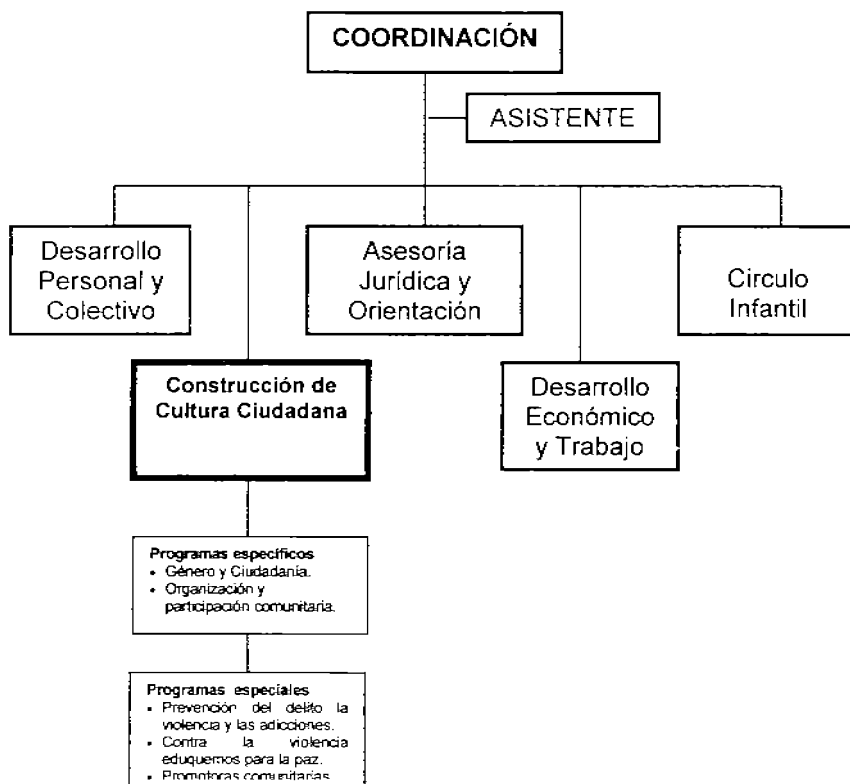 COORDINACIÓN
ASISTENTE
Desarrollo
Personal y
Colectivo
Asesoría
Jurídica y
Orientación
Circulo
Infantil
Construcción de
Cultura Ciudadana
Desarrollo
Económico
y Trabajo
Programas específicos
• Género y Ciudadanía.
• Organización y
participación comunitaria.
Programas especiales
• Prevención del delito la
violencia y las adicciones.
• Contra la violencia
eduquemos para la paz.
• Promotoras comunitarias